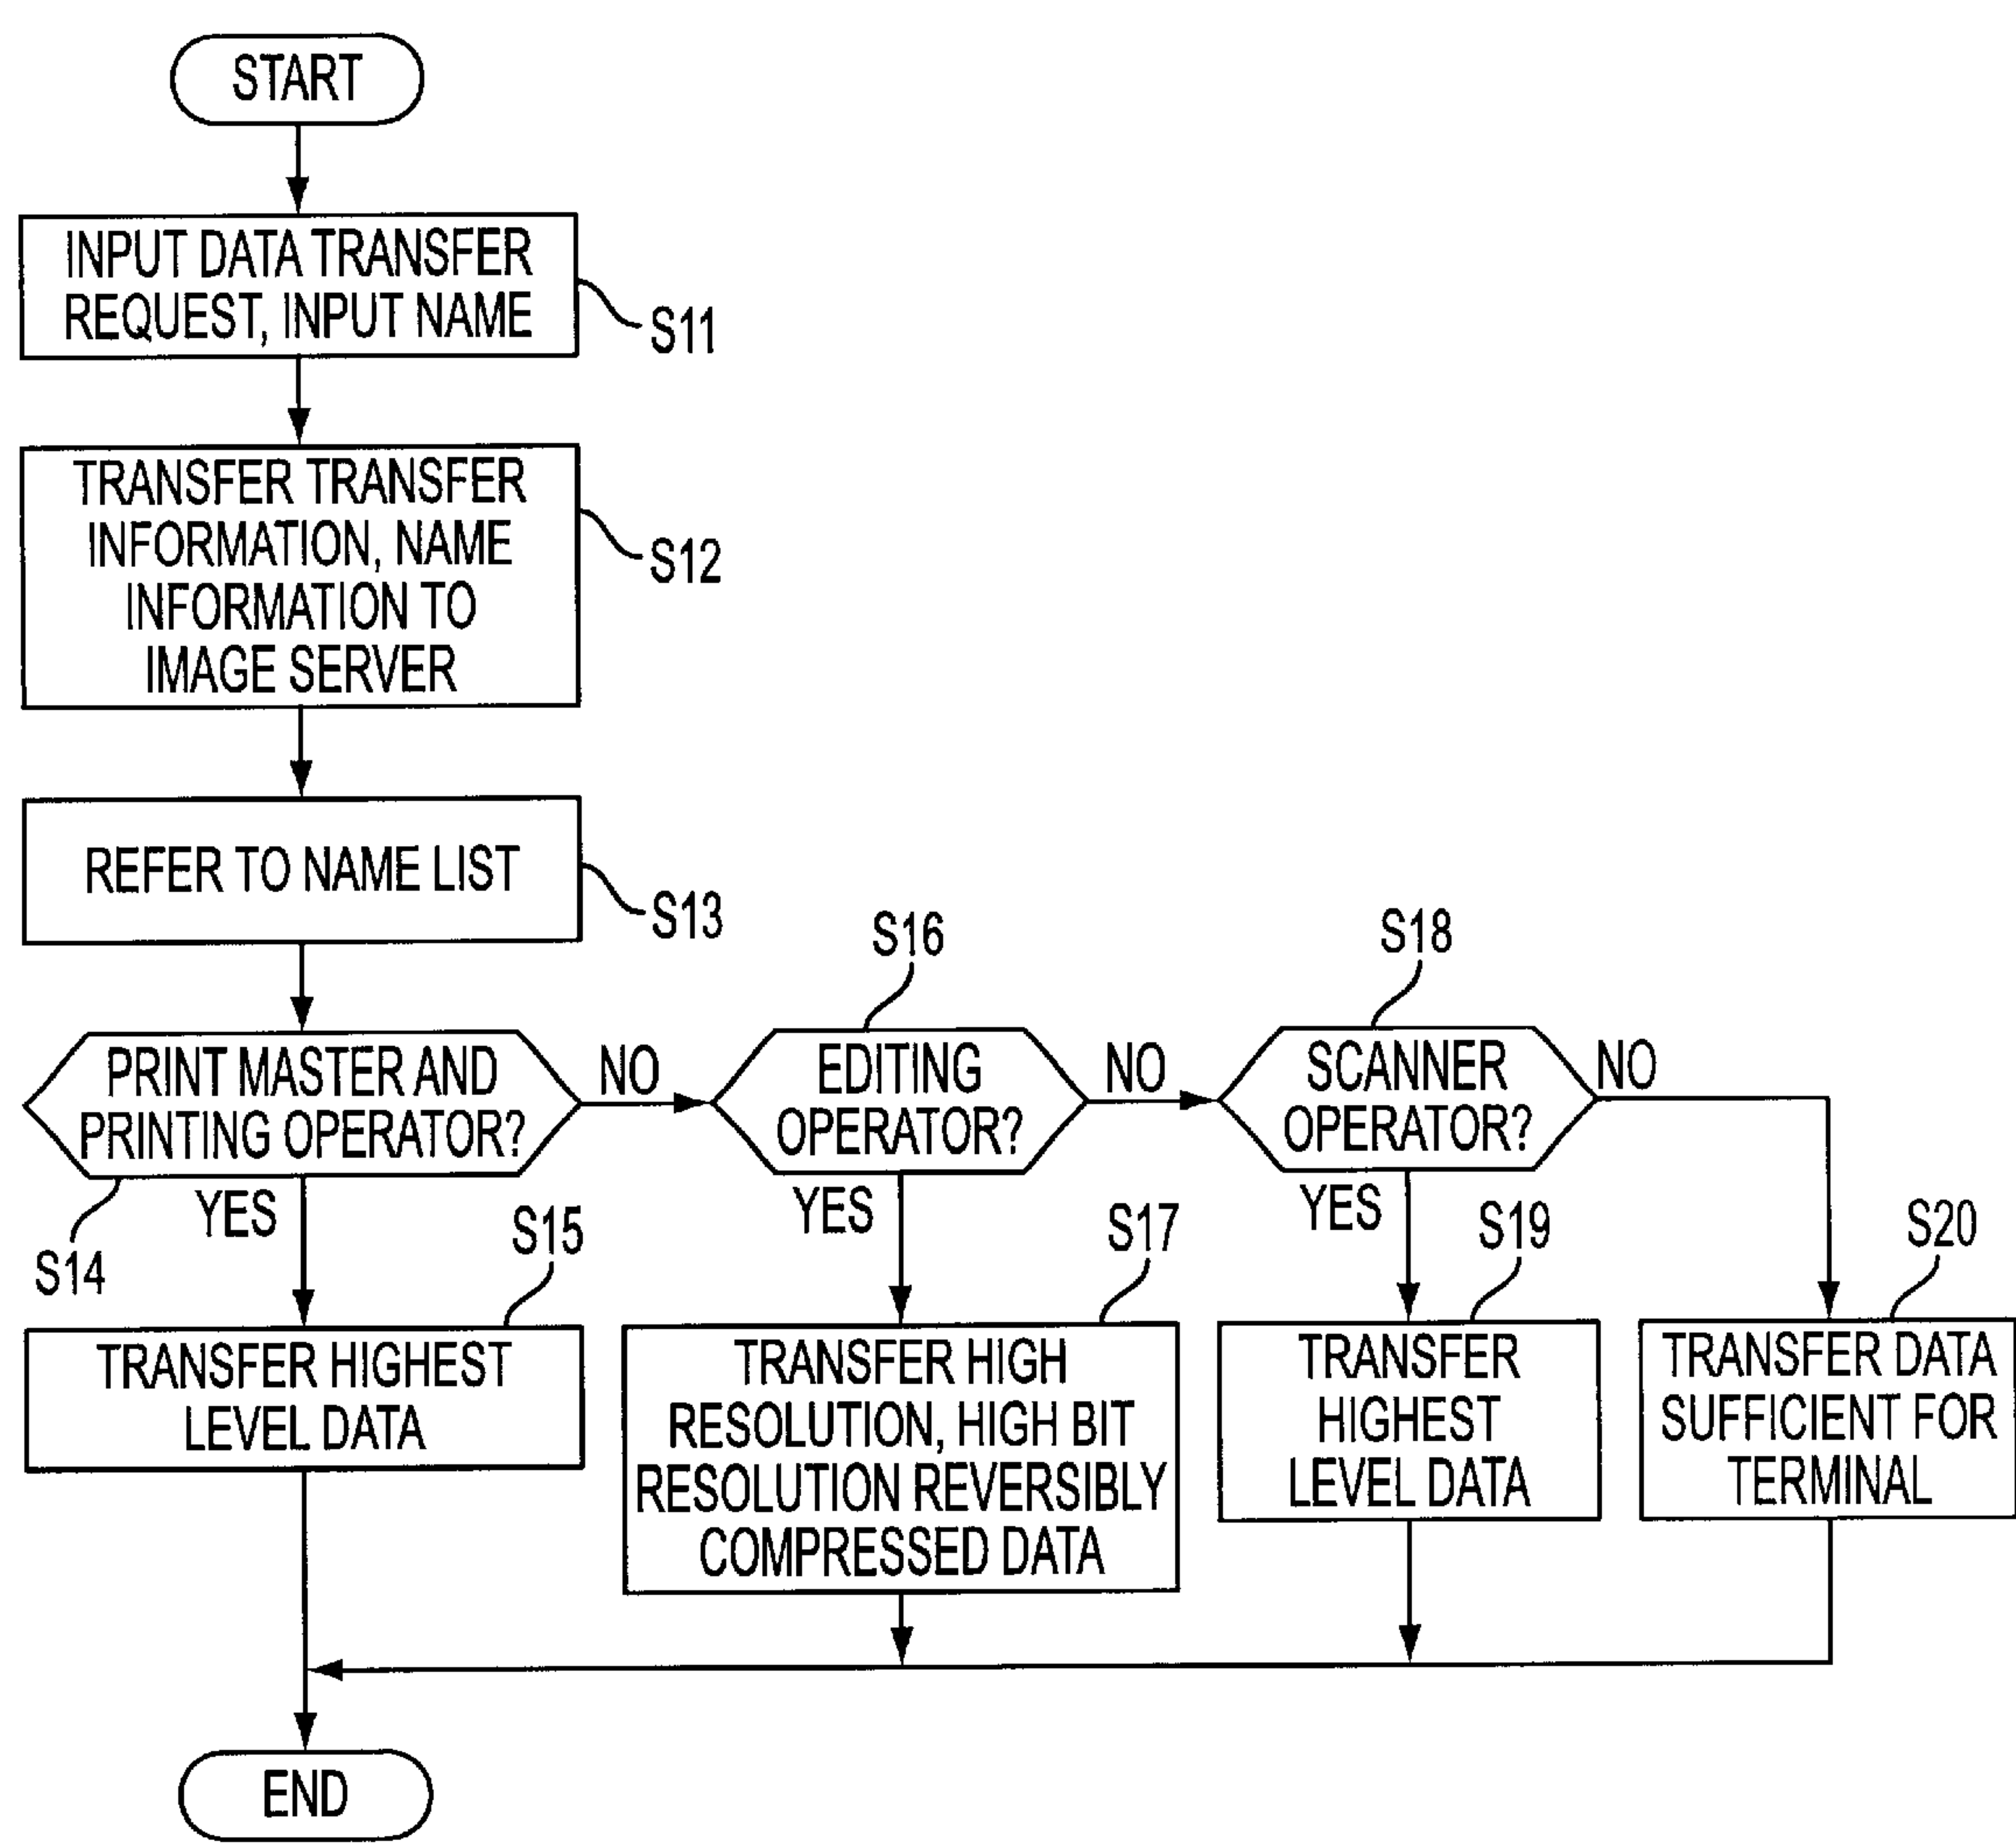 START
INPUT DATA TRANSFER
REQUEST, INPUT NAME
S11
TRANSFER TRANSFER
INFORMATION, NAME
INFORMATION TO
IMAGE SERVER
S12
REFER TO NAME LIST
S13
PRINT MASTER AND
PRINTING OPERATOR?
S14
NO
YES
S16
EDITING
OPERATOR?
NO
YES
S18
SCANNER
OPERATOR?
NO
YES
S15
TRANSFER HIGHEST
LEVEL DATA
S17
TRANSFER HIGH
RESOLUTION, HIGH BIT
RESOLUTION REVERSIBLY
COMPRESSED DATA
S19
TRANSFER
HIGHEST
LEVEL DATA
S20
TRANSFER DATA
SUFFICIENT FOR
TERMINAL
END